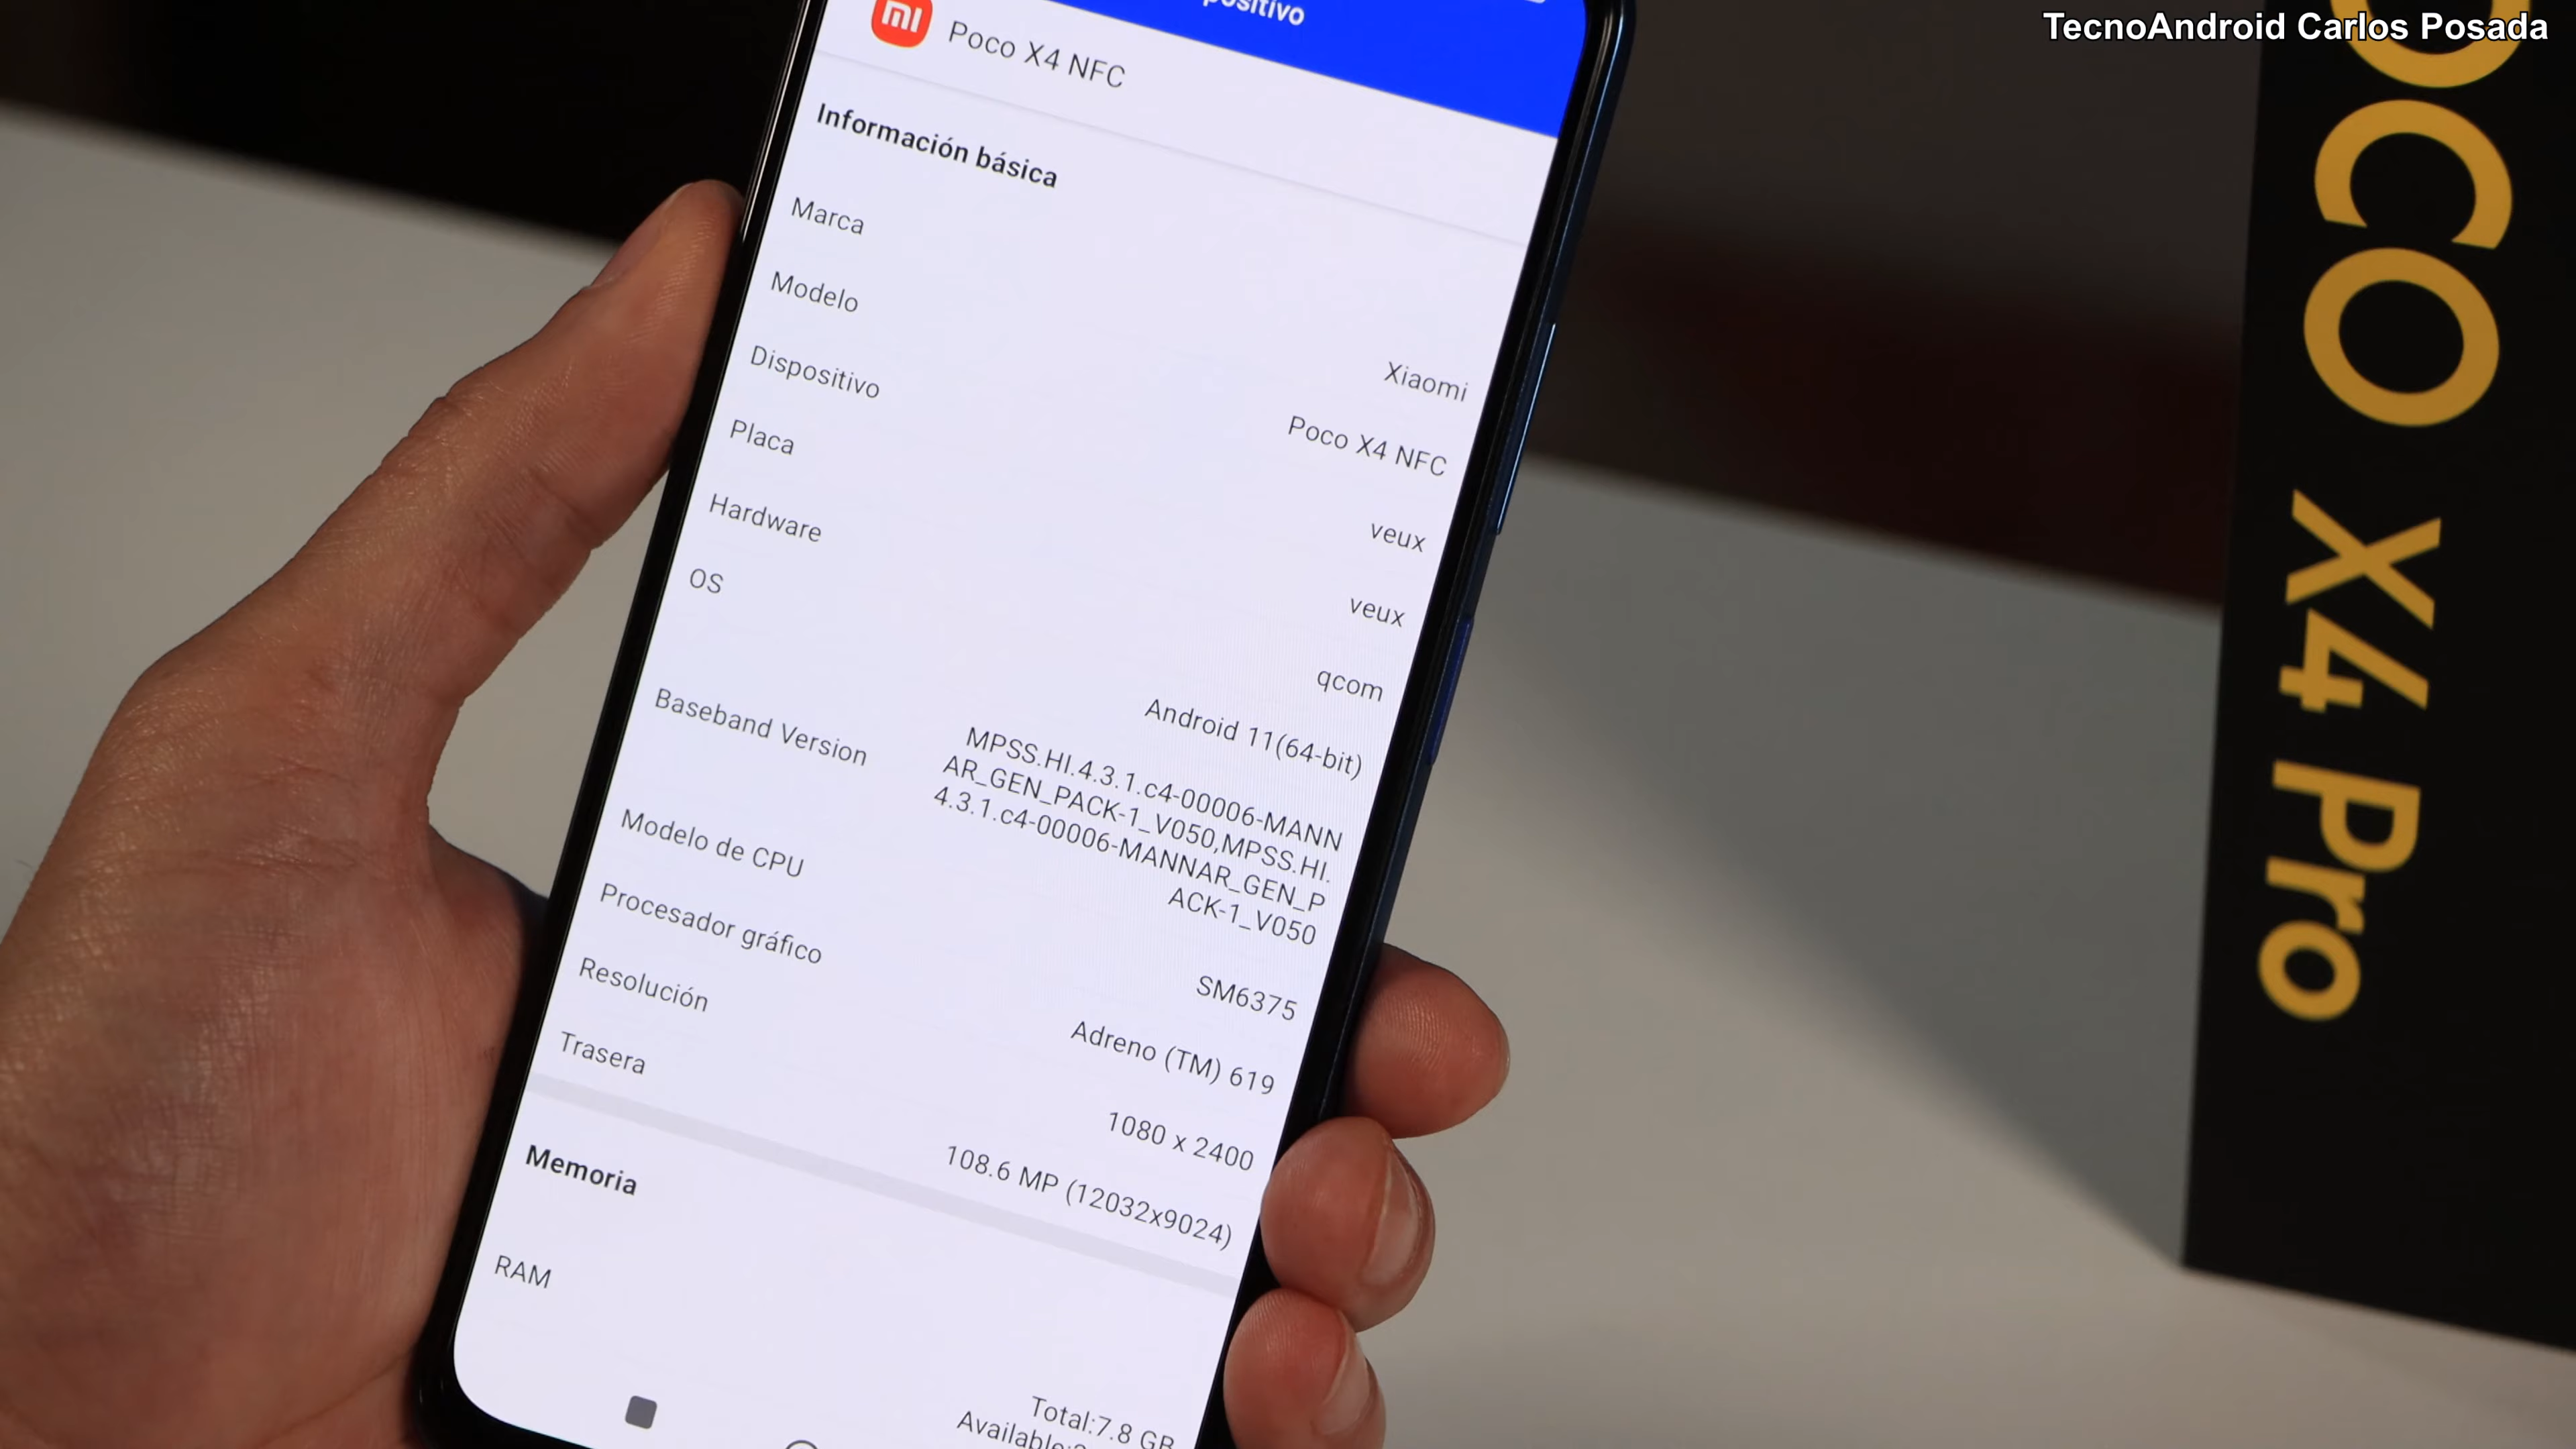 TecnoAndroid Carlos Posada
Poco X4 NFC
Información básica
Marca
Xiaomi
Modelo
Poco X4 NFC
Dispositivo
veux
Placa
veux
Hardware
qcom
OS
Android 11(64-bit)
Baseband Version
MPSS.HI.4.3.1.c4-00006-MANN
AR_GEN_PACK-1_V050,MPSS.HI.
4.3.1.c4-00006-MANNAR_GEN_P
ACK-1_V050
Modelo de CPU
SM6375
Procesador gráfico
Adreno (TM) 619
Resolución
1080 x 2400
Trasera
108.6 MP (12032x9024)
Memoria
RAM
Total:7.8 GB
POCO X4 Pro